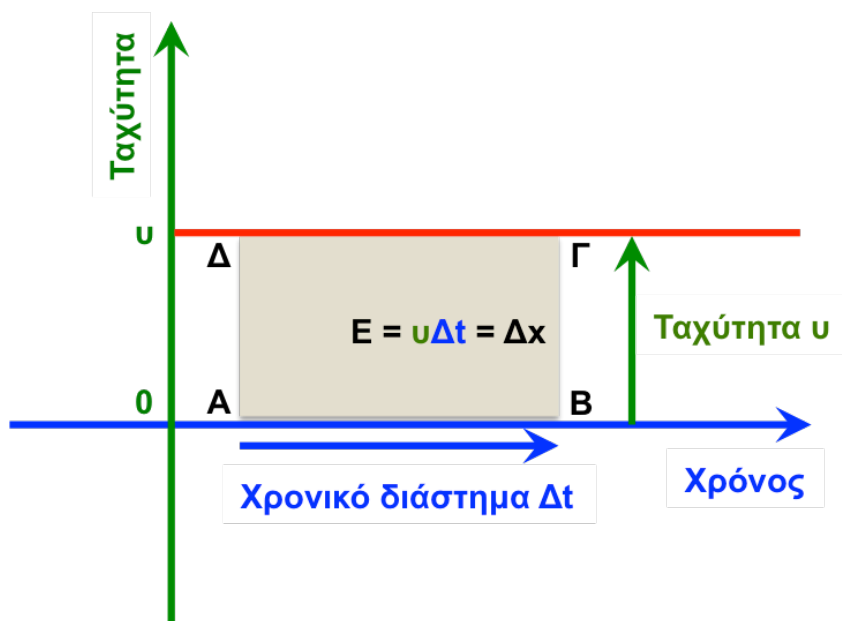 Ταχύτητα
υ
Δ
Γ
Ε = υΔt = Δx
Ταχύτητα υ
0
Α
Β
Χρονικό διάστημα Δt
Χρόνος